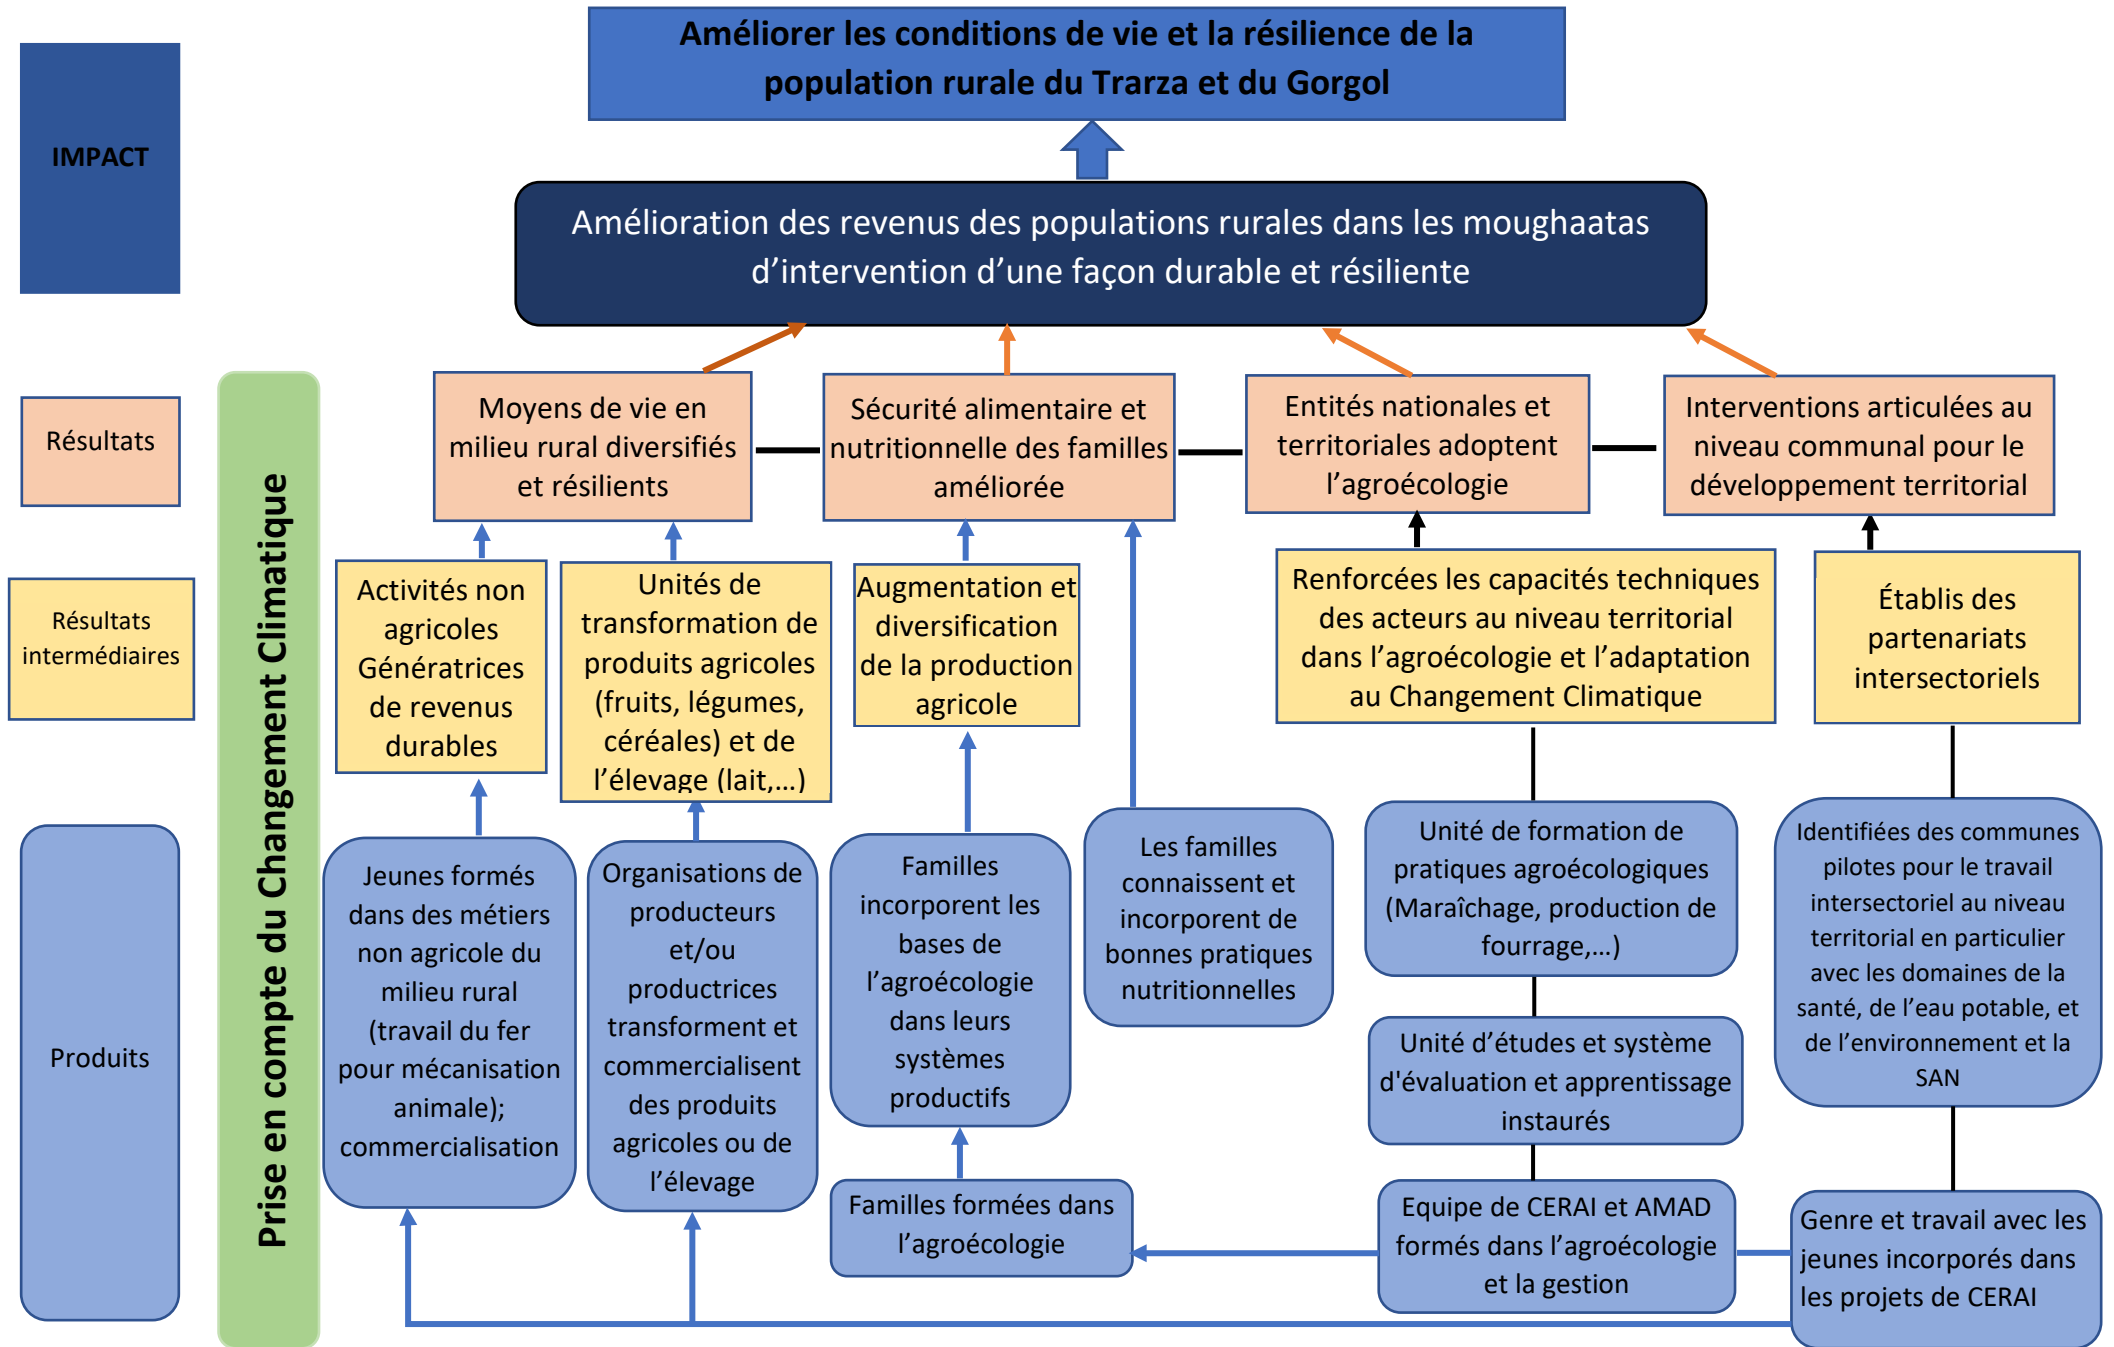 Améliorer les conditions de vie et la résilience de la
population rurale du Trarza et du Gorgol
IMPACT
Amélioration des revenus des populations rurales dans les moughaatas
d’intervention d’une façon durable et résiliente
Résultats
Moyens de vie en
milieu rural diversifiés
et résilients
Sécurité alimentaire et
nutritionnelle des familles
améliorée
Entités nationales et
territoriales adoptent
l’agroécologie
Interventions articulées au
niveau communal pour le
développement territorial
Prise en compte du Changement Climatique
Résultats
intermédiaires
Activités non
agricoles
Génératrices
de revenus
durables
Unités de
transformation de
produits agricoles
(fruits, légumes,
céréales) et de
l’élevage (lait,...)
Augmentation et
diversification
de la production
agricole
Renforcées les capacités techniques
des acteurs au niveau territorial
dans l’agroécologie et l’adaptation
au Changement Climatique
Établis des
partenariats
intersectoriels
Produits
Jeunes formés
dans des métiers
non agricole du
milieu rural
(travail du fer
pour mécanisation
animale);
commercialisation
Organisations de
producteurs
et/ou
productrices
transforment et
commercialisent
des produits
agricoles ou de
l’élevage
Familles
incorporent les
bases de
l’agroécologie
dans leurs
systèmes
productifs
Les familles
connaissent et
incorporent de
bonnes pratiques
nutritionnelles
Unité de formation de
pratiques agroécologiques
(Maraîchage, production de
fourrage,...)
Identifiées des communes
pilotes pour le travail
intersectoriel au niveau
territorial en particulier
avec les domaines de la
santé, de l’eau potable, et
de l’environnement et la
SAN
Unité d’études et système
d'évaluation et apprentissage
instaurés
Familles formées dans
l’agroécologie
Equipe de CERAI et AMAD
formés dans l’agroécologie
et la gestion
Genre et travail avec les
jeunes incorporés dans
les projets de CERAI